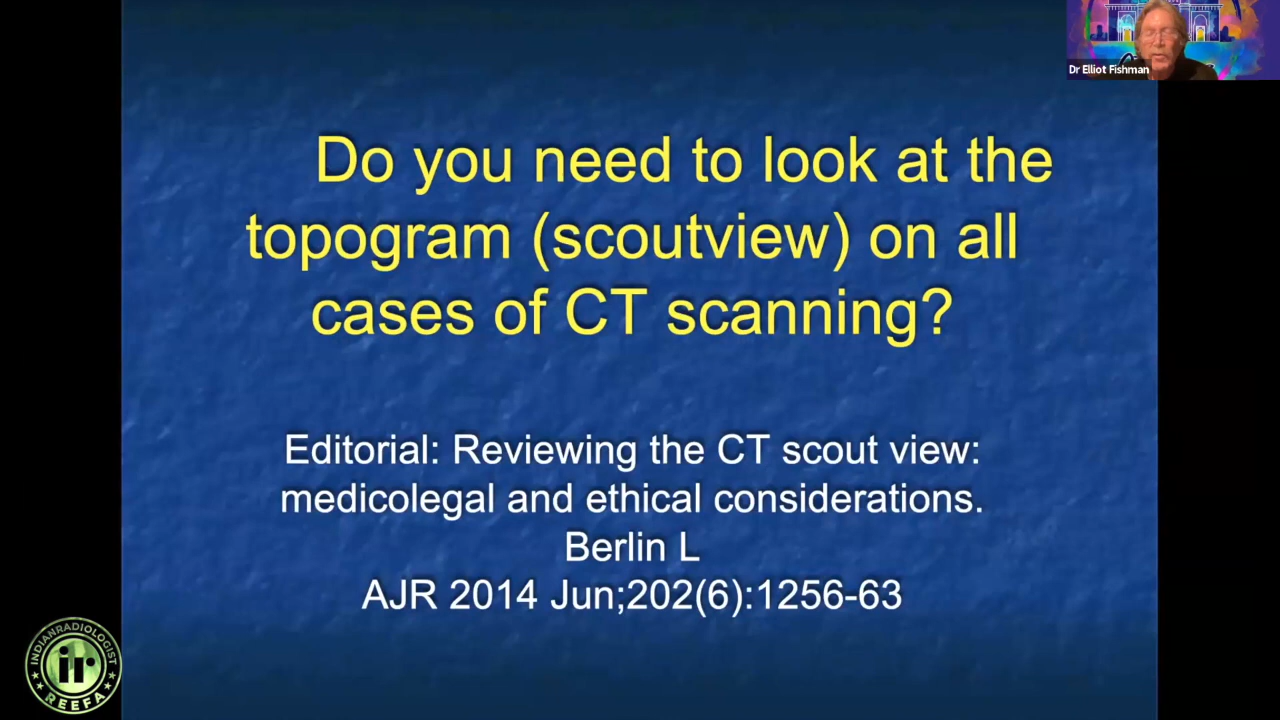 Dr Elliot Fishman
Do you need to look at the
topogram (scoutview) on all
cases of CT scanning?
Editorial: Reviewing the CT scout view:
medicolegal and ethical considerations.
Berlin L
AJR 2014 Jun;202(6):1256-63
INDIANRADIOLOGIST
ir
REEFA